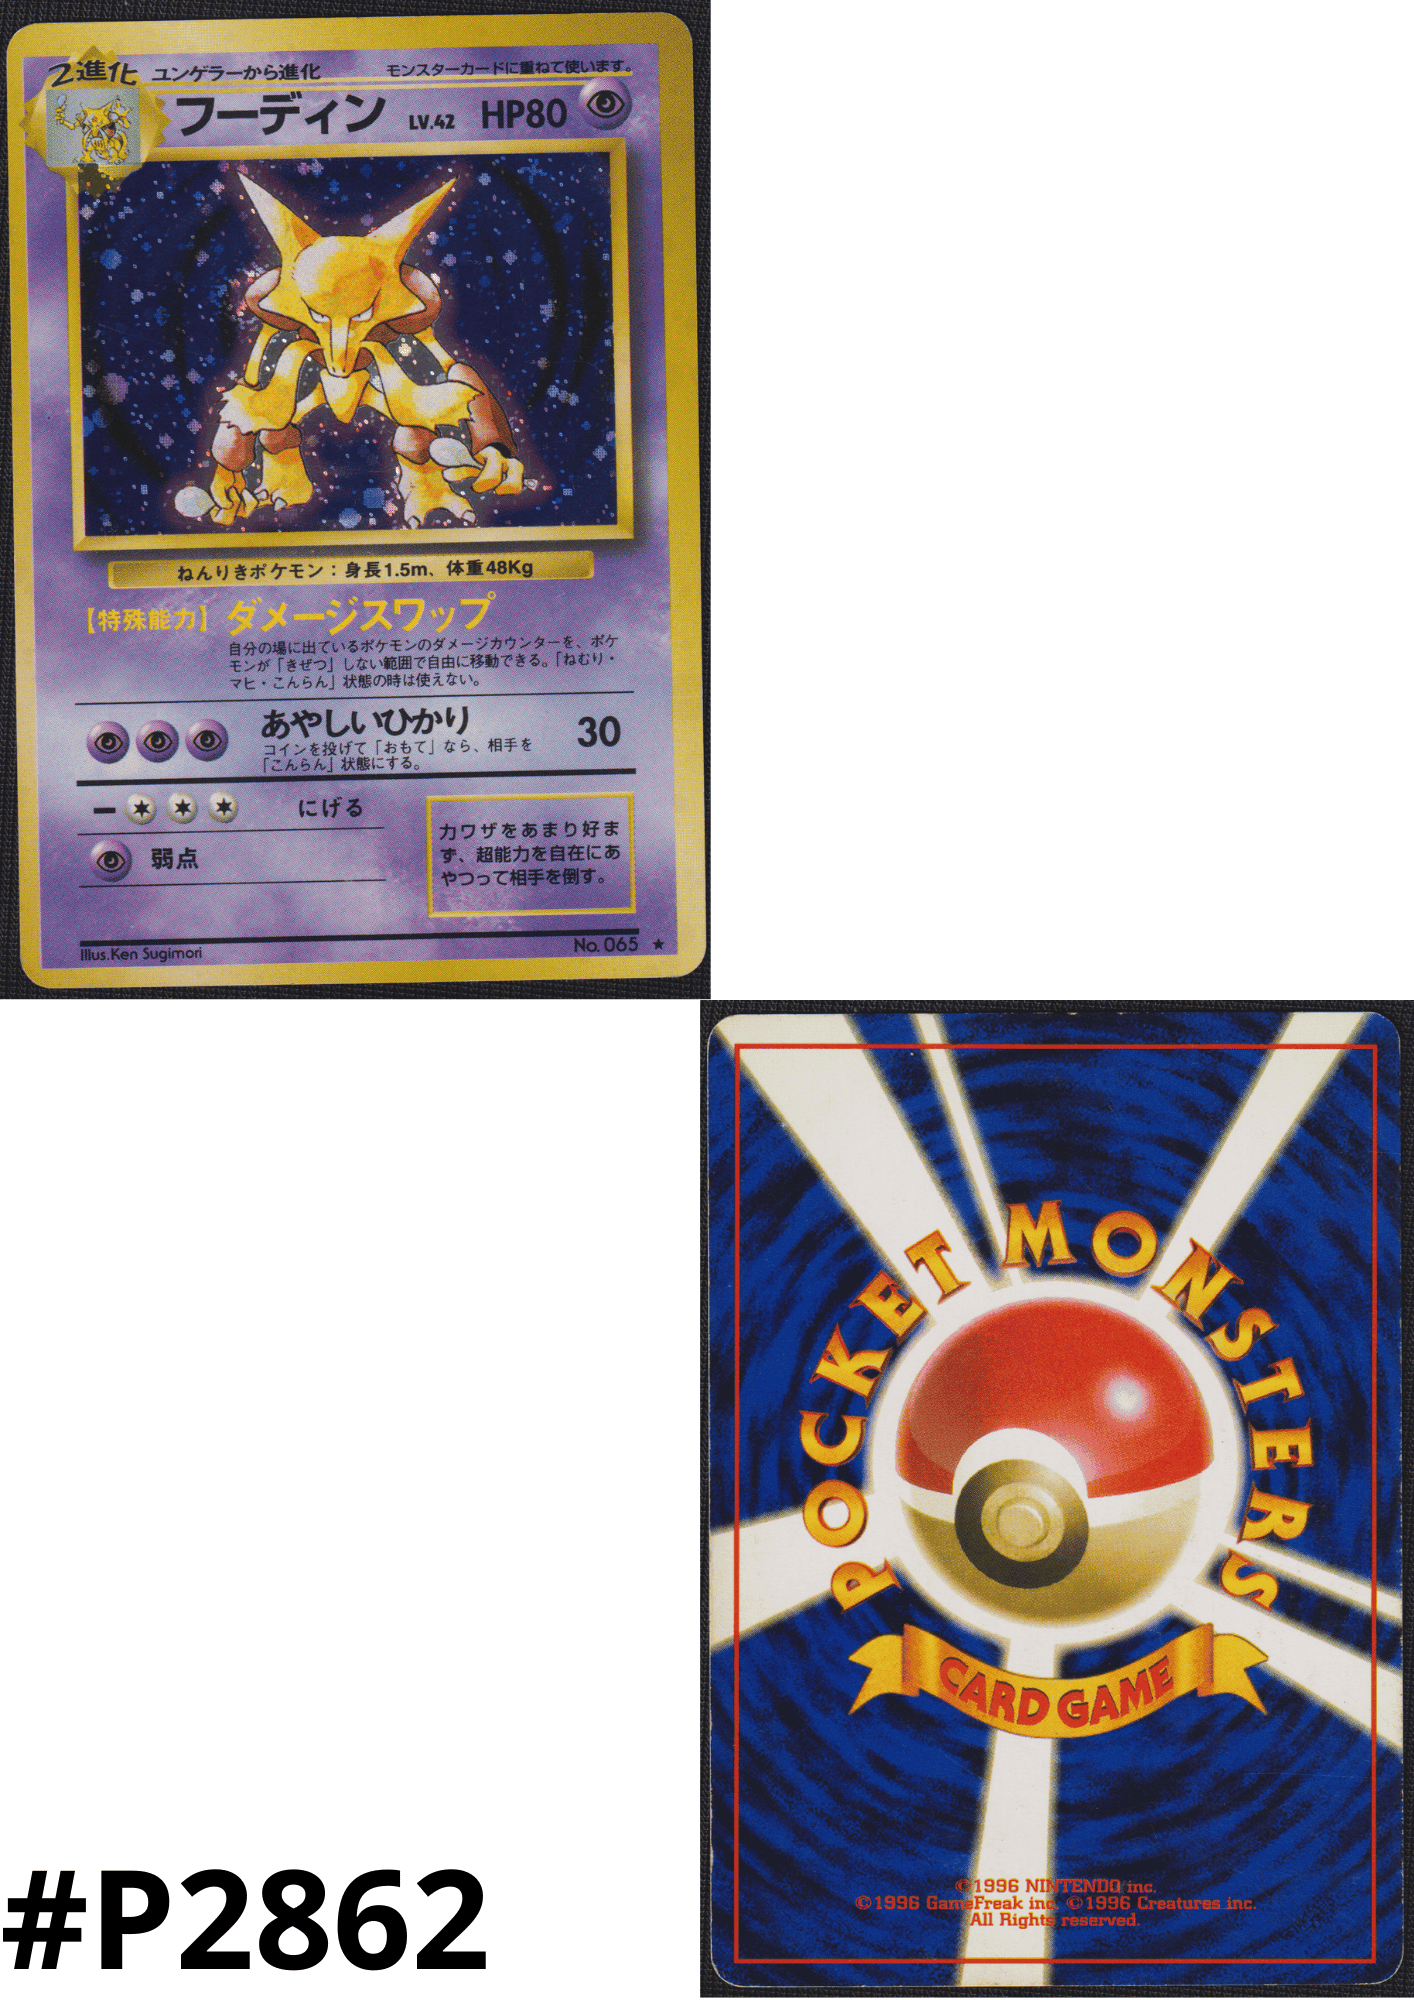 2進化 ユンゲラーから進化 モンスターカードに重ねて使います。
フーディン LV.42 HP80
ねんりきポケモン：身長1.5m、体重48Kg
【特殊能力】ダメージスワップ
自分の場に出ているポケモンのダメージカウンターを、ポケ
モンが「きぜつ」しない範囲で自由に移動できる。「ねむり・
マヒ・こんらん」状態の時は使えない。
あやしいひかり 30
コインを投げて「おもて」なら、相手を
「こんらん」状態にする。
ー にげる
弱点
力ワザをあまり好ま
ず、超能力を自在にあ
やつって相手を倒す。
Illus.Ken Sugimori No.065 ★
POCKET MONSTERS
CARD GAME
©1996 NINTENDO inc.
©1996 GameFreak inc. ©1996 Creatures inc.
All Rights reserved.
#P2862